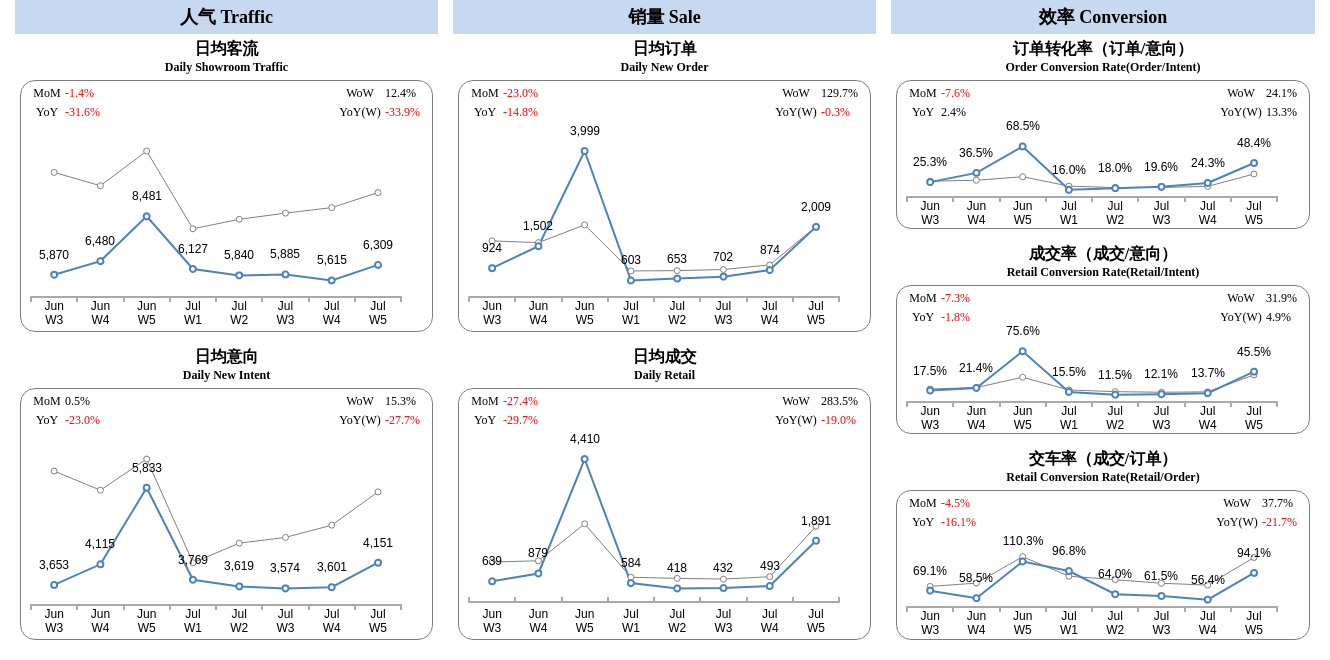 人气 Traffic
日均客流
Daily Showroom Traffic
MoM -1.4% WoW 12.4%
YoY -31.6% YoY(W) -33.9%
5,870 6,480 8,481 6,127 5,840 5,885 5,615 6,309
Jun Jun Jun Jul Jul Jul Jul Jul
W3 W4 W5 W1 W2 W3 W4 W5
日均意向
Daily New Intent
MoM 0.5% WoW 15.3%
YoY -23.0% YoY(W) -27.7%
3,653 4,115 5,833 3,769 3,619 3,574 3,601 4,151
Jun Jun Jun Jul Jul Jul Jul Jul
W3 W4 W5 W1 W2 W3 W4 W5
销量 Sale
日均订单
Daily New Order
MoM -23.0% WoW 129.7%
YoY -14.8% YoY(W) -0.3%
924 1,502 3,999 603 653 702 874 2,009
Jun Jun Jun Jul Jul Jul Jul Jul
W3 W4 W5 W1 W2 W3 W4 W5
日均成交
Daily Retail
MoM -27.4% WoW 283.5%
YoY -29.7% YoY(W) -19.0%
639 879 4,410 584 418 432 493 1,891
Jun Jun Jun Jul Jul Jul Jul Jul
W3 W4 W5 W1 W2 W3 W4 W5
效率 Conversion
订单转化率（订单/意向）
Order Conversion Rate(Order/Intent)
MoM -7.6% WoW 24.1%
YoY 2.4% YoY(W) 13.3%
25.3% 36.5% 68.5% 16.0% 18.0% 19.6% 24.3% 48.4%
Jun Jun Jun Jul Jul Jul Jul Jul
W3 W4 W5 W1 W2 W3 W4 W5
成交率（成交/意向）
Retail Conversion Rate(Retail/Intent)
MoM -7.3% WoW 31.9%
YoY -1.8% YoY(W) 4.9%
17.5% 21.4% 75.6% 15.5% 11.5% 12.1% 13.7% 45.5%
Jun Jun Jun Jul Jul Jul Jul Jul
W3 W4 W5 W1 W2 W3 W4 W5
交车率（成交/订单）
Retail Conversion Rate(Retail/Order)
MoM -4.5% WoW 37.7%
YoY -16.1% YoY(W) -21.7%
69.1% 58.5% 110.3% 96.8% 64.0% 61.5% 56.4% 94.1%
Jun Jun Jun Jul Jul Jul Jul Jul
W3 W4 W5 W1 W2 W3 W4 W5